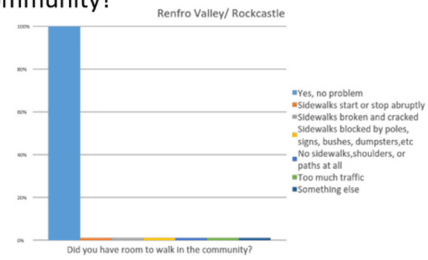 mmunity?
Renfro Valley/ Rockcastle
100%
80%
60%
40%
20%
0%
Did you have room to walk in the community?
Yes, no problem
Sidewalks start or stop abruptly
Sidewalks broken and cracked
Sidewalks blocked by poles,
signs, bushes, dumpsters,etc
No sidewalks,shoulders, or
paths at all
Too much traffic
Something else